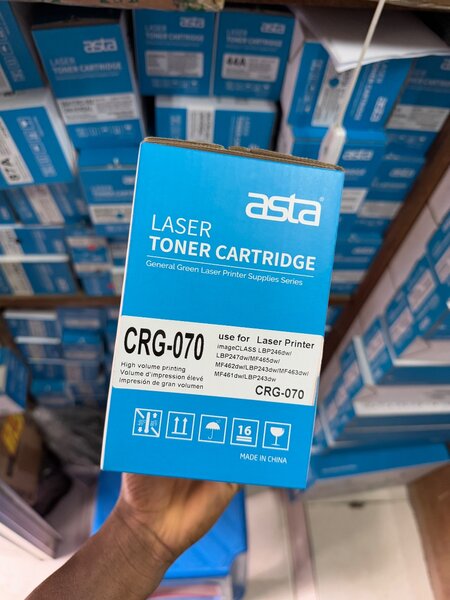 asta
LASER
TONER CARTRIDGE
44A
87A
asta
LASER
TONER CARTRIDGE
General Green Laser Printer Supplies Series
CRG-070
High volume printing
Volume d'impression élevé
impresión de gran volumen
use for Laser Printer
imageCLASS LBP246dw/
LBP247dw/MF465dw/
MF462dw/LBP243dw/MF463dw/
MF461dw/LBP243dw
CRG-070
16
MADE IN CHINA